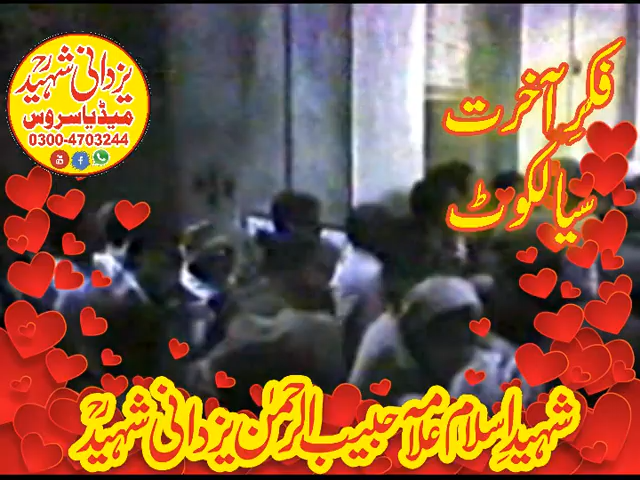 یزدانی شہیدؒ
میڈیا سروس
0300-4703244
فکرِ آخرت
سیالکوٹ
شہیدِ اسلام علامہ حبیب الرحمٰن یزدانی شہیدؒ